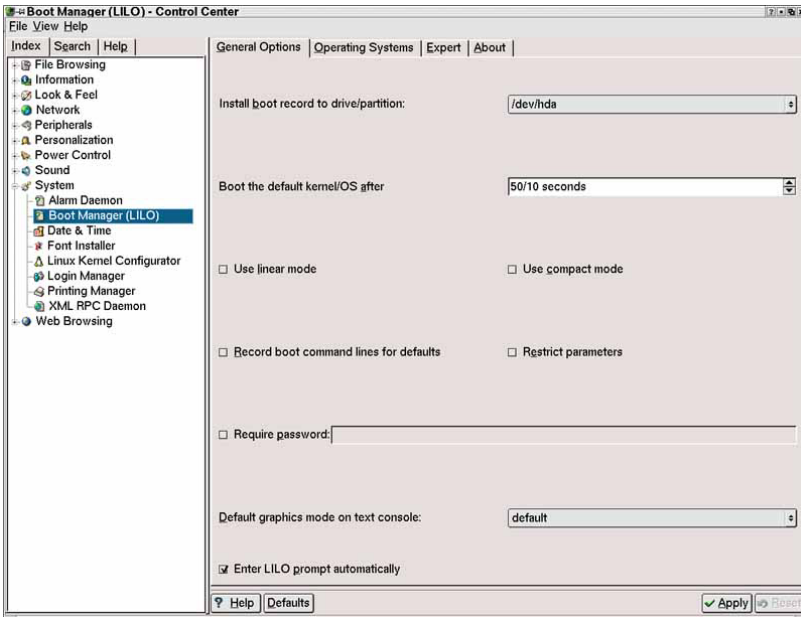 Boot Manager (LILO) - Control Center
File View Help
Index Search Help
File Browsing
Information
Look & Feel
Network
Peripherals
Personalization
Power Control
Sound
System
Alarm Daemon
Boot Manager (LILO)
Date & Time
Font Installer
Linux Kernel Configurator
Login Manager
Printing Manager
XML RPC Daemon
Web Browsing
General Options Operating Systems Expert About
Install boot record to drive/partition: /dev/hda
Boot the default kernel/OS after 50/10 seconds
Use linear mode Use compact mode
Record boot command lines for defaults Restrict parameters
Require password:
Default graphics mode on text console: default
Enter LILO prompt automatically
? Help Defaults Apply Reset